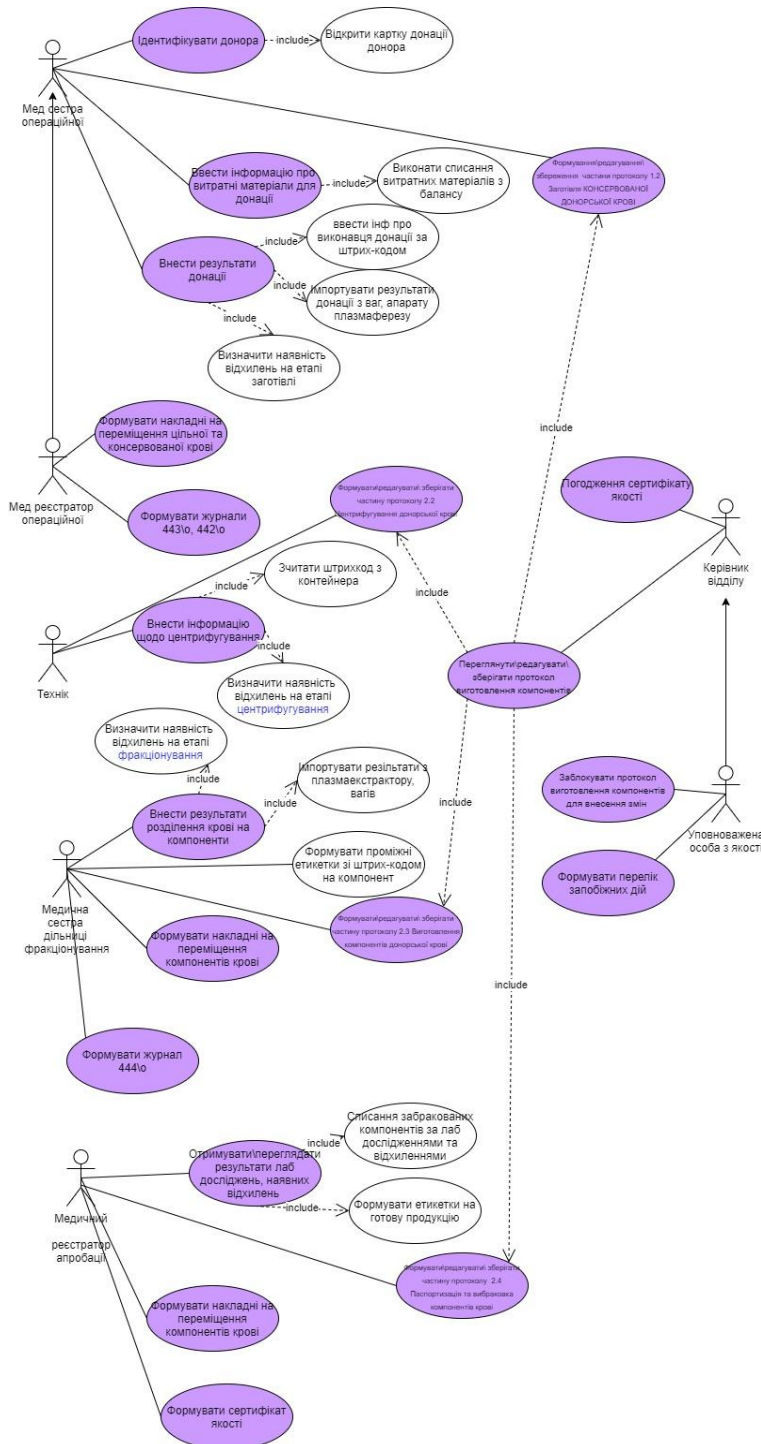 Ідентифікувати донора
include
Відкрити картку донації
донора
Мед сестра
операційної
Ввести інформацію про
витратні матеріали для
донації
include
Виконати списання
витратних матеріалів з
балансу
Формування\редагування\
збереження частини протоколу 1.2
Заготівля КОНСЕРВОВАНОЇ
ДОНОРСЬКОЇ КРОВІ
Внести результати
донації
include
ввести інф про
виконавця донації за
штрих-кодом
include
Імпортувати результати
донації з ваг, апарату
плазмаферезу
include
Визначити наявність
відхилень на етапі
заготівлі
Формувати накладні на
переміщення цільної та
консервованої крові
Мед реєстратор
операційної
Формувати журнали
443\о, 442\о
include
Погодження сертифікату
якості
Керівник
відділу
Формувати\редагувати\ зберігати
частину протоколу 2.2
Центрифугування донорської крові
include
Зчитати штрихкод з
контейнера
include
Внести інформацію
щодо центрифугування
Технік
include
Визначити наявність
відхилень на етапі
центрифугування
Переглянути\редагувати\
зберігати протокол
виготовлення компонентів
Визначити наявність
відхилень на етапі
фракціонування
include
Імпортувати резільтати з
плазмаекстрактору,
вагів
include
Внести результати
розділення крові на
компоненти
Формувати проміжні
етикетки зі штрих-кодом
на компонент
include
Медична
сестра
дільниці
фракціонування
Формувати\редагувати\ зберігати
частину протоколу 2.3 Виготовлення
компонентів донорської крові
Формувати накладні на
переміщення
компонентів крові
Заблокувати протокол
виготовлення компонентів
для внесення змін
Уповноважена
особа з якості
Формувати перелік
запобіжних дій
include
Формувати журнал
444\о
Списання забракованих
компонентів за лаб
дослідженнями та
відхиленнями
include
Отримувати\переглядати
результати лаб
досліджень, наявних
відхилень
include
Формувати етикетки на
готову продукцію
Медичний
реєстратор
апробації
Формувати\редагувати\ зберігати
частину протоколу 2.4
Паспортизація та вибраковка
компонентів крові
Формувати накладні на
переміщення
компонентів крові
Формувати сертифікат
якості